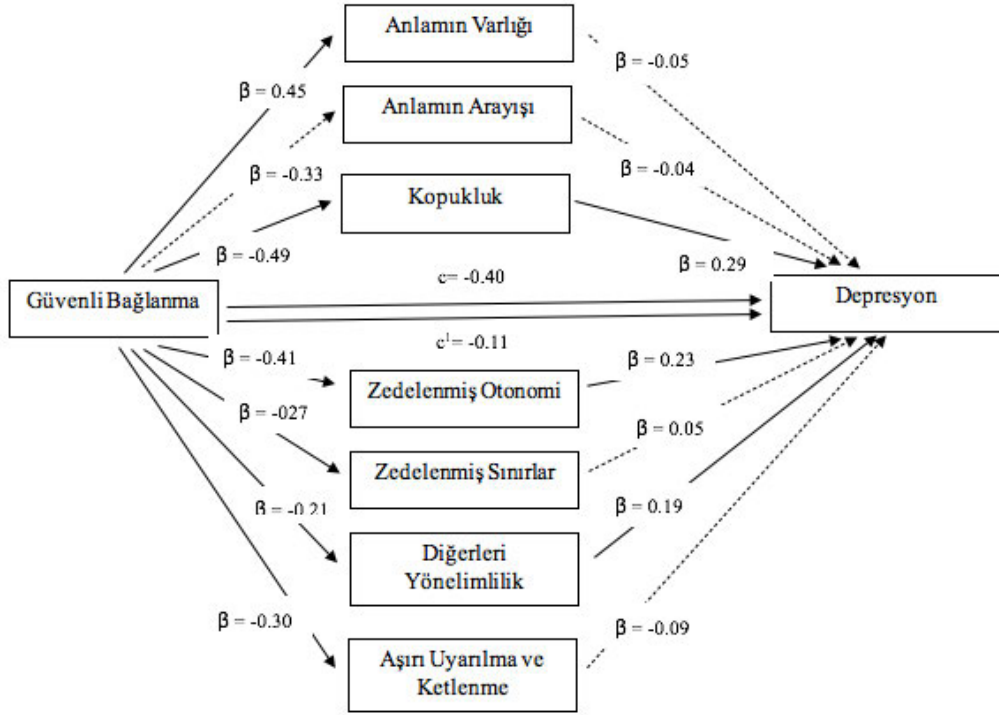 Anlamın Varlığı
β = -0.05
β = 0.45
Anlamın Arayışı
β = -0.33
β = -0.04
Kopukluk
β = -0.49
β = 0.29
c= -0.40
Güvenli Bağlanma
Depresyon
c¹= -0.11
β = -0.41
β = 0.23
Zedelenmiş Otonomi
β = -027
β = 0.05
Zedelenmiş Sınırlar
β = -0.21
β = 0.19
Diğerleri
Yönelimlilik
β = -0.30
β = -0.09
Aşırı Uyarılma ve
Ketlenme